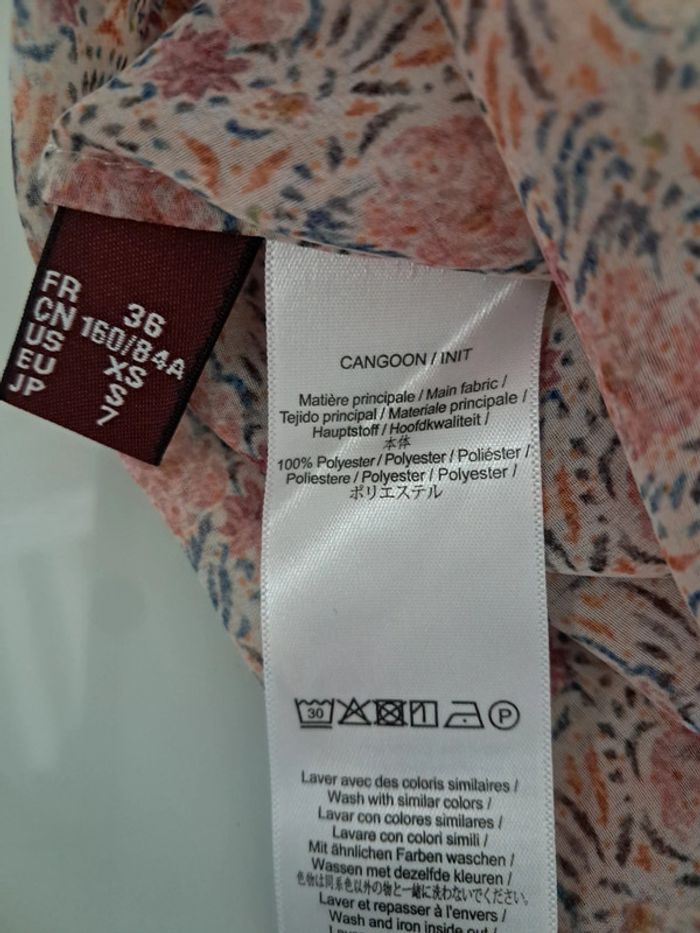 FR 36
CN 160/84A
US XS
EU S
JP 7
CANGOON / INIT
Matière principale / Main fabric /
Tejido principal / Materiale principale /
Hauptstoff / Hoofdkwaliteit /
本体
100% Polyester / Polyester / Poliéster /
Poliestere / Polyester / Polyester /
ポリエステル
30
P
Laver avec des coloris similaires /
Wash with similar colors /
Lavar con colores similares /
Lavare con colori simili /
Mit ähnlichen Farben waschen /
Wassen met dezelfde kleuren /
色物は同系色以外の物と一緒に洗わないでください。
Laver et repasser à l'envers /
Wash and iron inside out /